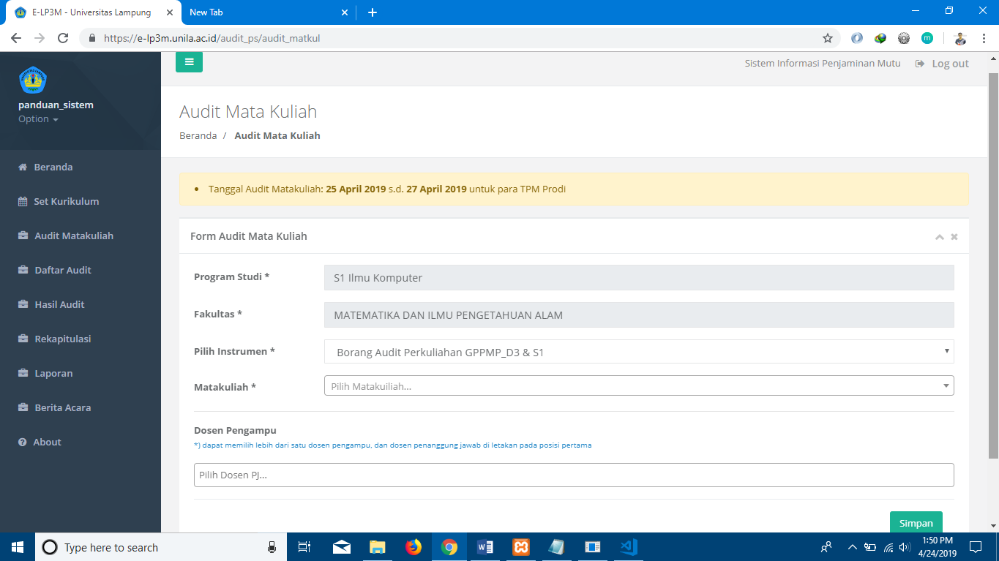 E-LP3M - Universitas Lampung
New Tab
https://e-lp3m.unila.ac.id/audit_ps/audit_matkul
m
panduan_sistem
Option
Beranda
Set Kurikulum
Audit Matakuliah
Daftar Audit
Hasil Audit
Rekapitulasi
Laporan
Berita Acara
About
Sistem Informasi Penjaminan Mutu Log out
Audit Mata Kuliah
Beranda / Audit Mata Kuliah
Tanggal Audit Matakuliah: 25 April 2019 s.d. 27 April 2019 untuk para TPM Prodi
Form Audit Mata Kuliah
Program Studi * S1 Ilmu Komputer
Fakultas * MATEMATIKA DAN ILMU PENGETAHUAN ALAM
Pilih Instrumen * Borang Audit Perkuliahan GPPMP_D3 & S1
Matakuliah * Pilih Matakuiliah...
Dosen Pengampu
*) dapat memilih lebih dari satu dosen pengampu, dan dosen penanggung jawab di letakan pada posisi pertama
Pilih Dosen PJ...
Simpan
Type here to search
1:50 PM
4/24/2019